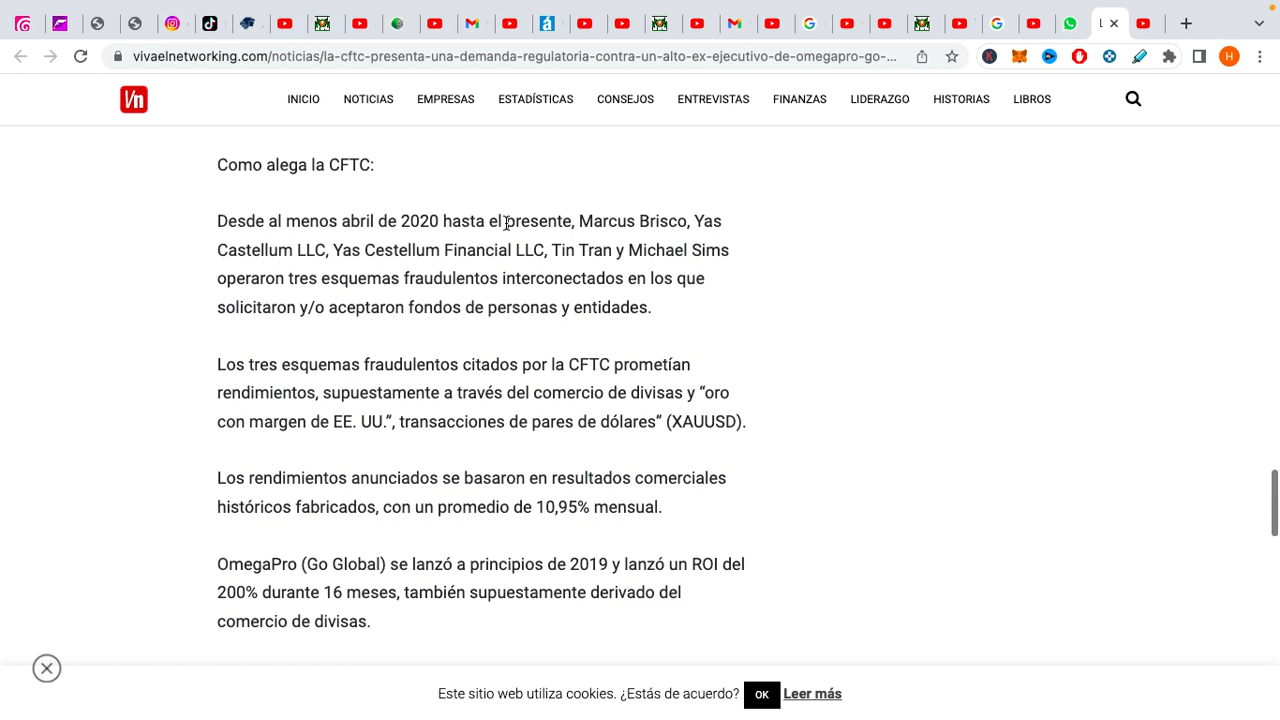 vivaelnetworking.com/noticias/la-cftc-presenta-una-demanda-regulatoria-contra-un-alto-ex-ejecutivo-de-omegapro-go-...
H
Vn
INICIO NOTICIAS EMPRESAS ESTADÍSTICAS CONSEJOS ENTREVISTAS FINANZAS LIDERAZGO HISTORIAS LIBROS
Como alega la CFTC:
Desde al menos abril de 2020 hasta el presente, Marcus Brisco, Yas
Castellum LLC, Yas Cestellum Financial LLC, Tin Tran y Michael Sims
operaron tres esquemas fraudulentos interconectados en los que
solicitaron y/o aceptaron fondos de personas y entidades.
Los tres esquemas fraudulentos citados por la CFTC prometían
rendimientos, supuestamente a través del comercio de divisas y “oro
con margen de EE. UU.”, transacciones de pares de dólares” (XAUUSD).
Los rendimientos anunciados se basaron en resultados comerciales
históricos fabricados, con un promedio de 10,95% mensual.
OmegaPro (Go Global) se lanzó a principios de 2019 y lanzó un ROI del
200% durante 16 meses, también supuestamente derivado del
comercio de divisas.
Este sitio web utiliza cookies. ¿Estás de acuerdo? OK Leer más